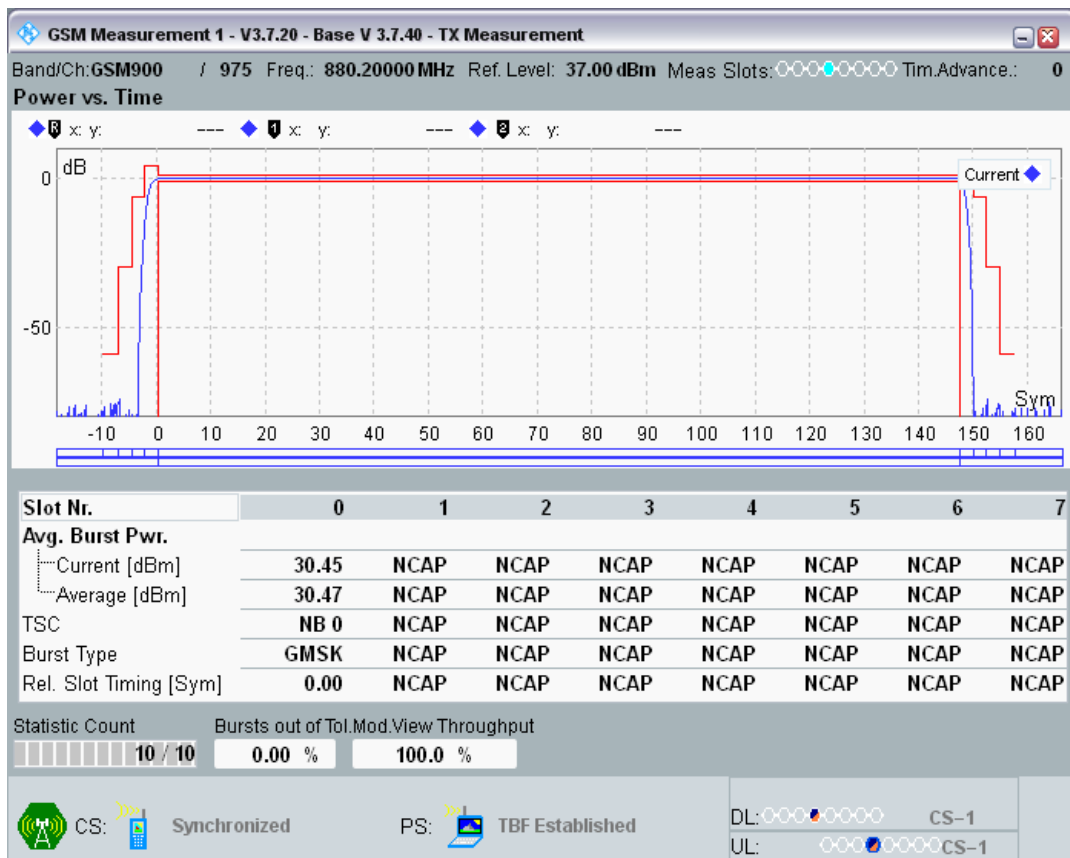 GSM Measurement 1 - V3.7.20 - Base V 3.7.40 - TX Measurement
Band/Ch:GSM900 / 975 Freq.: 880.20000 MHz Ref. Level: 37.00 dBm Meas Slots: Tim.Advance.: 0
Power vs. Time
R x: y: --- 1 x: y: --- 2 x: y: ---
dB
Current
0
-50
Sym
-10 0 10 20 30 40 50 60 70 80 90 100 110 120 130 140 150 160
Slot Nr. 0 1 2 3 4 5 6 7
Avg. Burst Pwr.
Current [dBm] 30.45 NCAP NCAP NCAP NCAP NCAP NCAP NCAP
Average [dBm] 30.47 NCAP NCAP NCAP NCAP NCAP NCAP NCAP
TSC NB 0 NCAP NCAP NCAP NCAP NCAP NCAP NCAP
Burst Type GMSK NCAP NCAP NCAP NCAP NCAP NCAP NCAP
Rel. Slot Timing [Sym] 0.00 NCAP NCAP NCAP NCAP NCAP NCAP NCAP
Statistic Count Bursts out of Tol.Mod.View Throughput
10 / 10 0.00 % 100.0 %
CS: Synchronized PS: TBF Established DL: CS-1
UL: CS-1